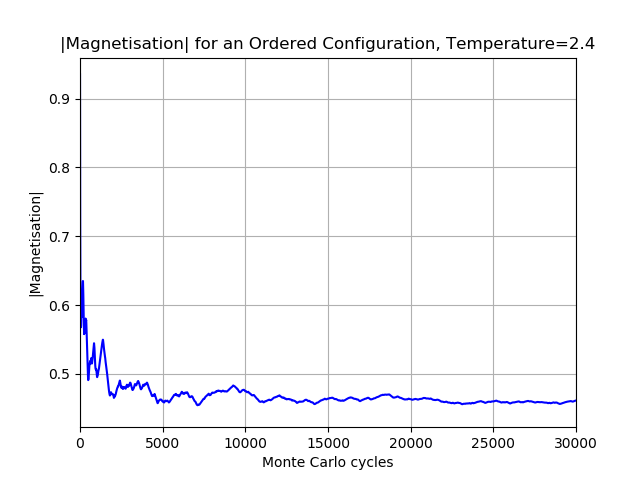 |Magnetisation| for an Ordered Configuration, Temperature=2.4
0.9
0.8
0.7
0.6
0.5
|Magnetisation|
0 5000 10000 15000 20000 25000 30000
Monte Carlo cycles